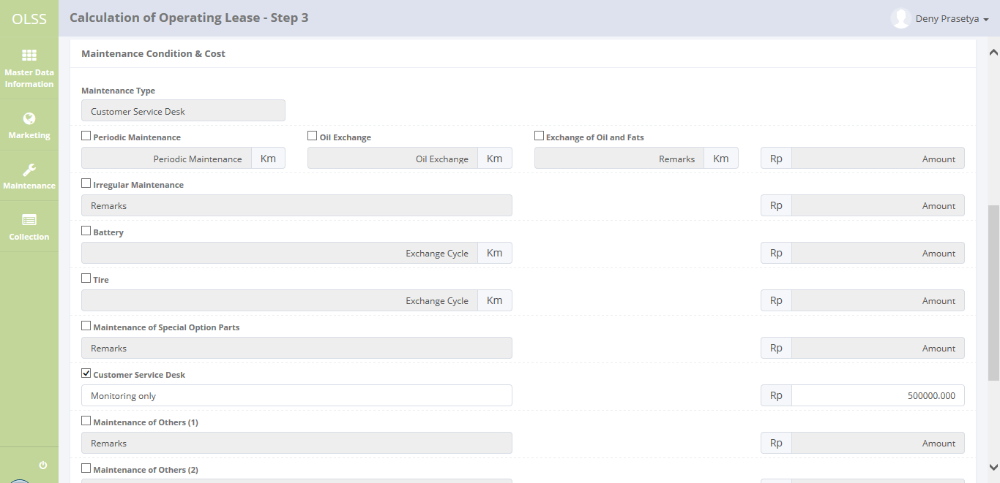 OLSS
Calculation of Operating Lease - Step 3
Deny Prasetya
Master Data
Information
Marketing
Maintenance
Collection
Maintenance Condition & Cost
Maintenance Type
Customer Service Desk
Periodic Maintenance
Oil Exchange
Exchange of Oil and Fats
Periodic Maintenance Km
Oil Exchange Km
Remarks Km
Rp Amount
Irregular Maintenance
Remarks
Rp Amount
Battery
Exchange Cycle Km
Rp Amount
Tire
Exchange Cycle Km
Rp Amount
Maintenance of Special Option Parts
Remarks
Rp Amount
Customer Service Desk
Monitoring only
Rp 500000.000
Maintenance of Others (1)
Remarks
Rp Amount
Maintenance of Others (2)